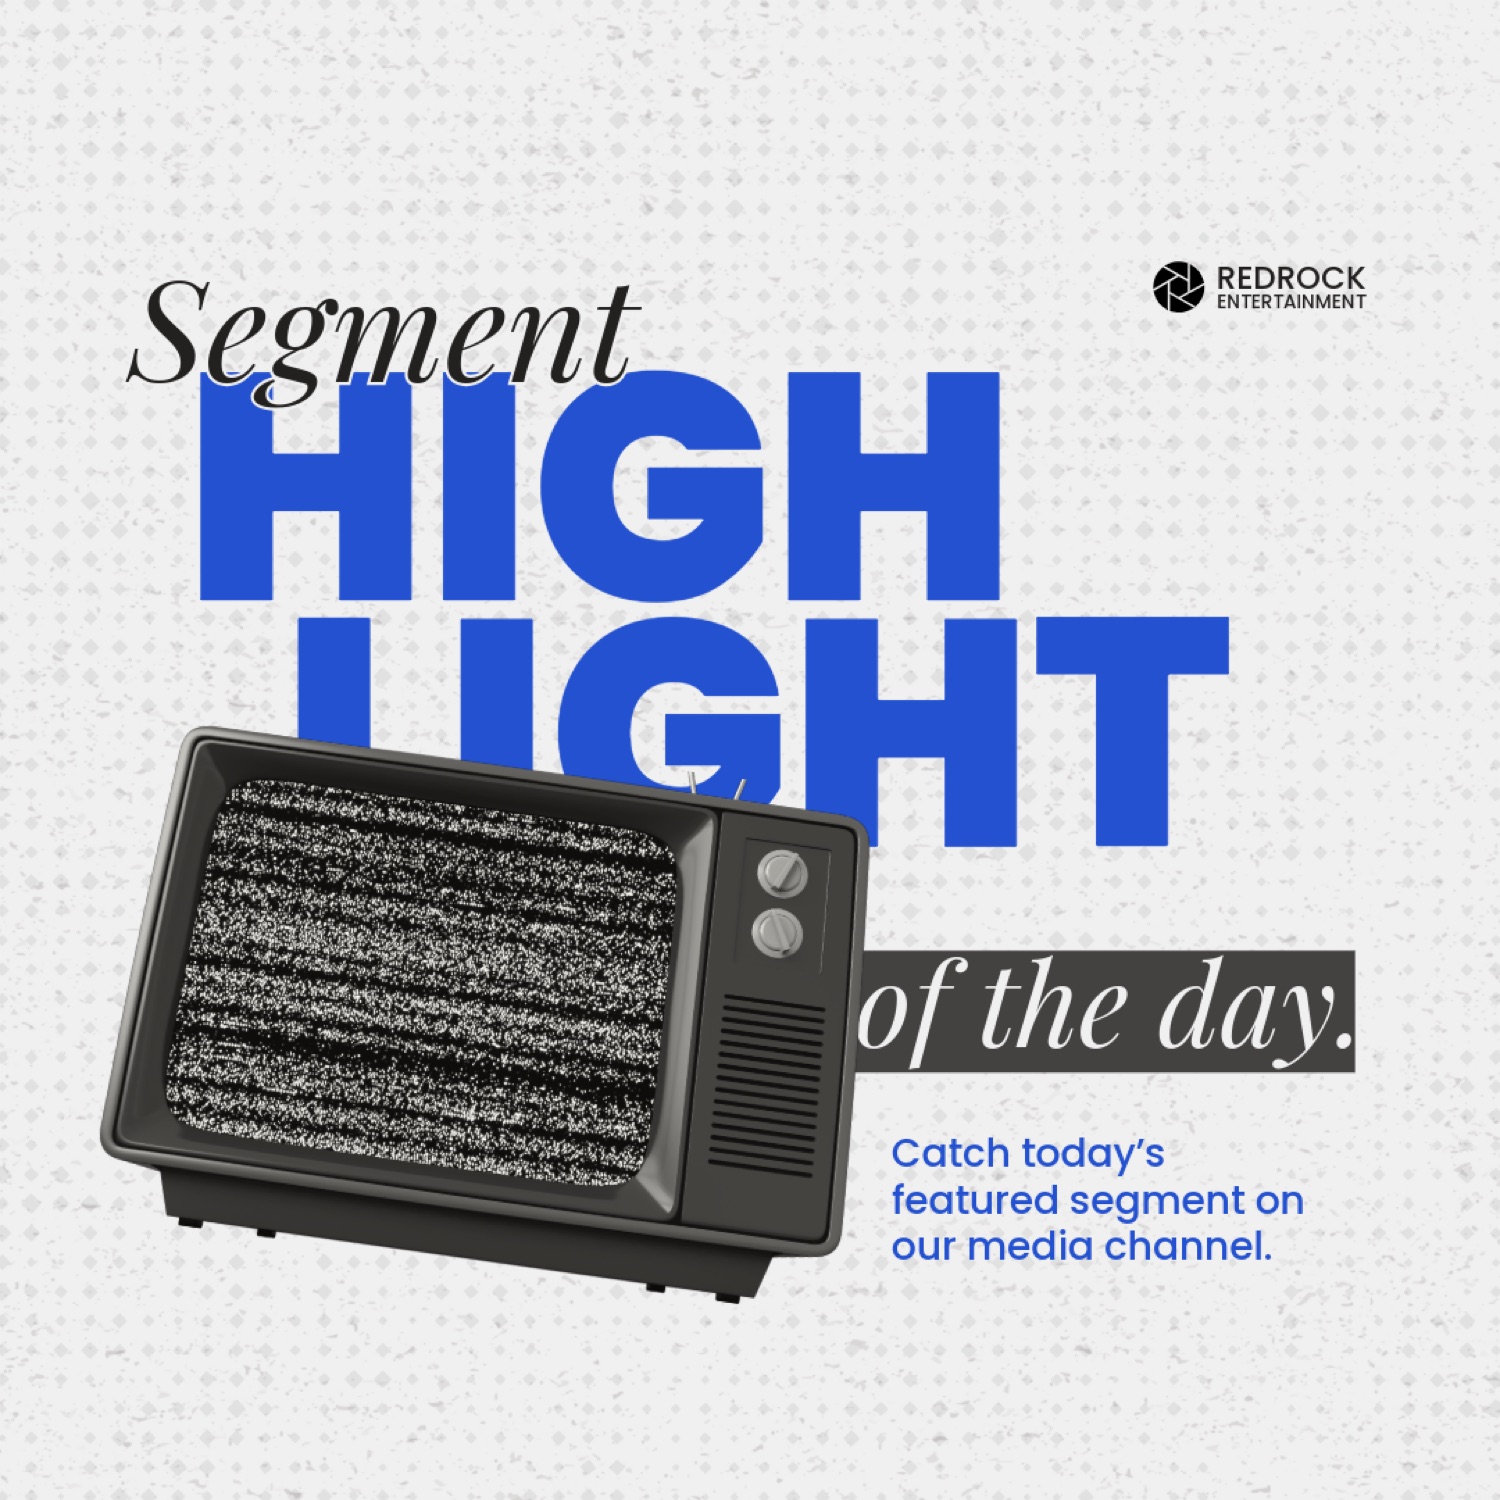 Segment
REDROCK
ENTERTAINMENT
HIGH
LIGHT
of the day.
Catch today’s
featured segment on
our media channel.